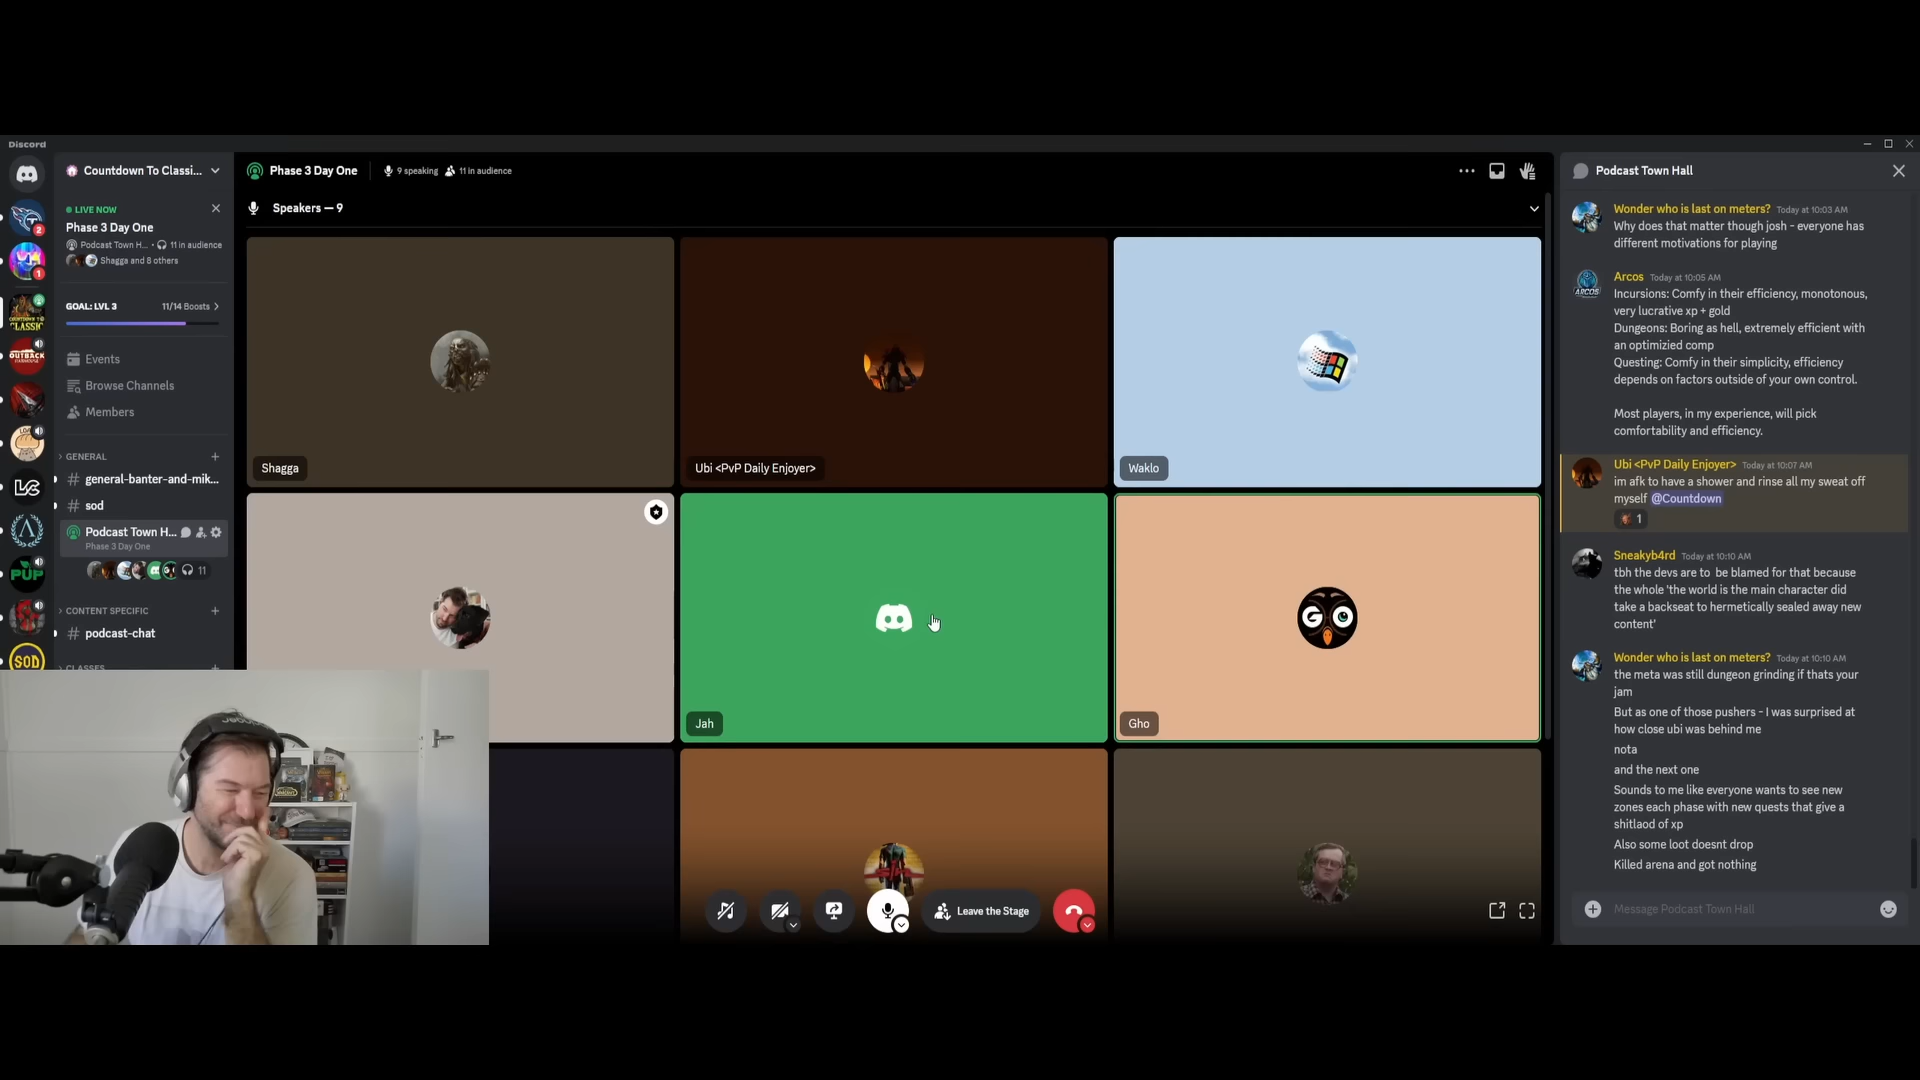 Discord
Countdown To Classi...
LIVE NOW
Phase 3 Day One
Podcast Town H... • 11 in audience
Shagga and 8 others
GOAL: LVL 3 11/14 Boosts
Events
Browse Channels
Members
GENERAL
general-banter-and-mik...
sod
Podcast Town H...
Phase 3 Day One
11
CONTENT SPECIFIC
podcast-chat
CLASSES
2
1
COUNTDOWN TO
CLASSIC
OUTBACK
LG
PUP
SOD
Phase 3 Day One
9 speaking 11 in audience
Speakers — 9
Shagga
Ubi <PvP Daily Enjoyer>
Waklo
Jah
GO
Gho
Leave the Stage
Podcast Town Hall
Wonder who is last on meters? Today at 10:03 AM
Why does that matter though josh - everyone has
different motivations for playing
ARCOS
Arcos Today at 10:05 AM
Incursions: Comfy in their efficiency, monotonous,
very lucrative xp + gold
Dungeons: Boring as hell, extremely efficient with
an optimizied comp
Questing: Comfy in their simplicity, efficiency
depends on factors outside of your own control.
Most players, in my experience, will pick
comfortability and efficiency.
Ubi <PvP Daily Enjoyer> Today at 10:07 AM
im afk to have a shower and rinse all my sweat off
myself @Countdown
1
Sneakyb4rd Today at 10:10 AM
tbh the devs are to be blamed for that because
the whole 'the world is the main character did
take a backseat to hermetically sealed away new
content'
Wonder who is last on meters? Today at 10:10 AM
the meta was still dungeon grinding if thats your
jam
But as one of those pushers - I was surprised at
how close ubi was behind me
nota
and the next one
Sounds to me like everyone wants to see new
zones each phase with new quests that give a
shitlaod of xp
Also some loot doesnt drop
Killed arena and got nothing
Message Podcast Town Hall